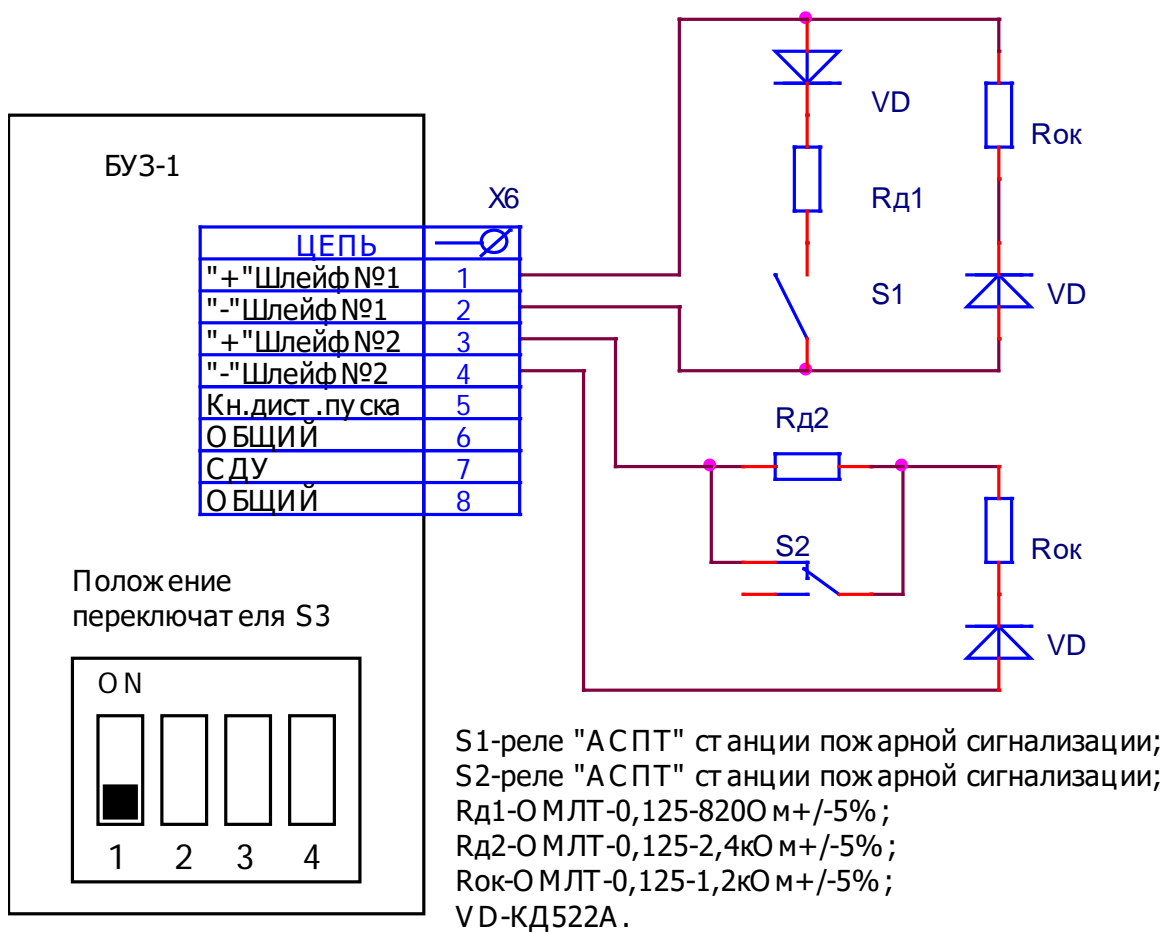 БУЗ-1
X6
ЦЕПЬ
"+"Шлейф №1 1
"-"Шлейф №1 2
"+"Шлейф №2 3
"-"Шлейф №2 4
Кн.дист.пуска 5
ОБЩИЙ 6
СДУ 7
ОБЩИЙ 8
VD
Rок
Rд1
S1
VD
Rд2
S2
Rок
VD
Положение
переключателя S3
ON
1 2 3 4
S1-реле "АСПТ" станции пожарной сигнализации;
S2-реле "АСПТ" станции пожарной сигнализации;
Rд1-ОМЛТ-0,125-820Ом+/-5%;
Rд2-ОМЛТ-0,125-2,4кОм+/-5%;
Rок-ОМЛТ-0,125-1,2кОм+/-5%;
VD-КД522А.